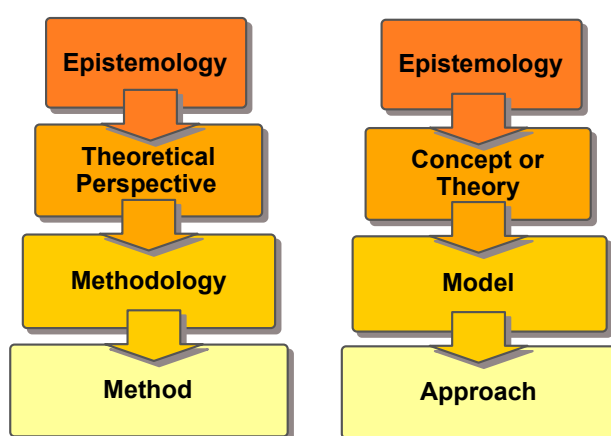 Epistemology
Theoretical
Perspective
Methodology
Method
Epistemology
Concept or
Theory
Model
Approach